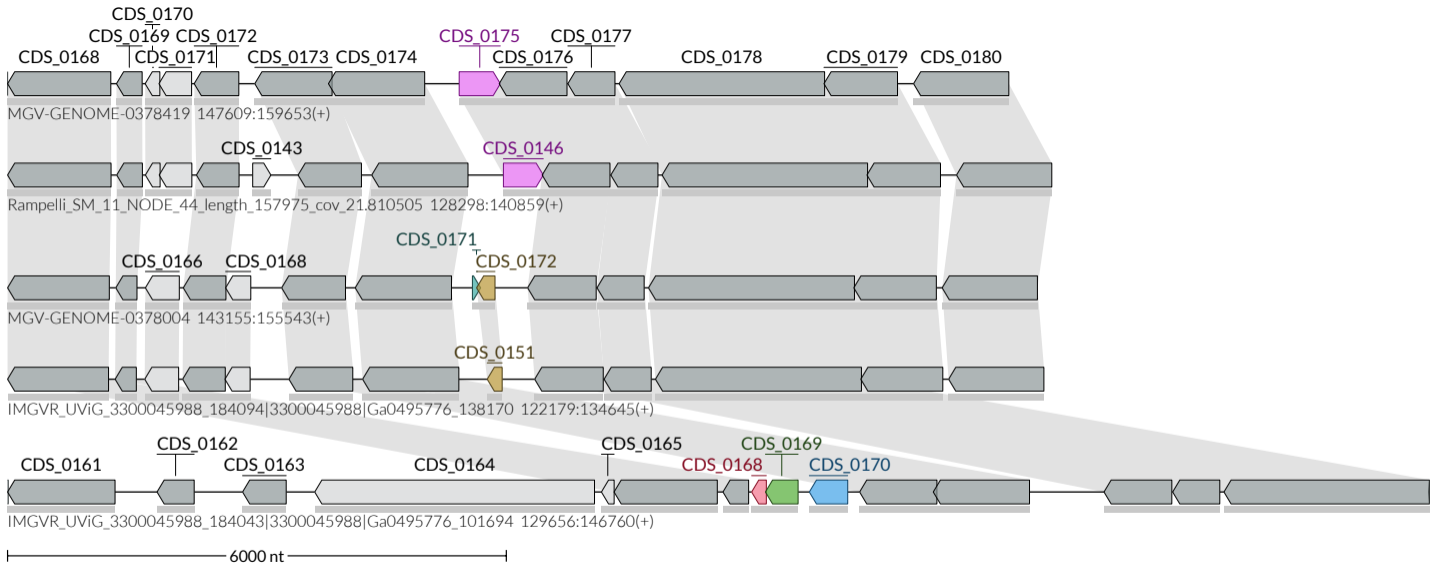 CDS_0170
CDS_0169 CDS_0172 CDS_0175 CDS_0177
CDS_0168 CDS_0171 CDS_0173 CDS_0174 CDS_0176 CDS_0178 CDS_0179 CDS_0180
MGV-GENOME-0378419 147609:159653(+)
CDS_0143 CDS_0146
Rampelli_SM_11_NODE_44_length_157975_cov_21.810505 128298:140859(+)
CDS_0171
CDS_0166 CDS_0168 CDS_0172
MGV-GENOME-0378004 143155:155543(+)
CDS_0151
IMGVR_UViG_3300045988_184094|3300045988|Ga0495776_138170 122179:134645(+)
CDS_0162 CDS_0165 CDS_0169
CDS_0161 CDS_0163 CDS_0164 CDS_0168 CDS_0170
IMGVR_UViG_3300045988_184043|3300045988|Ga0495776_101694 129656:146760(+)
6000 nt